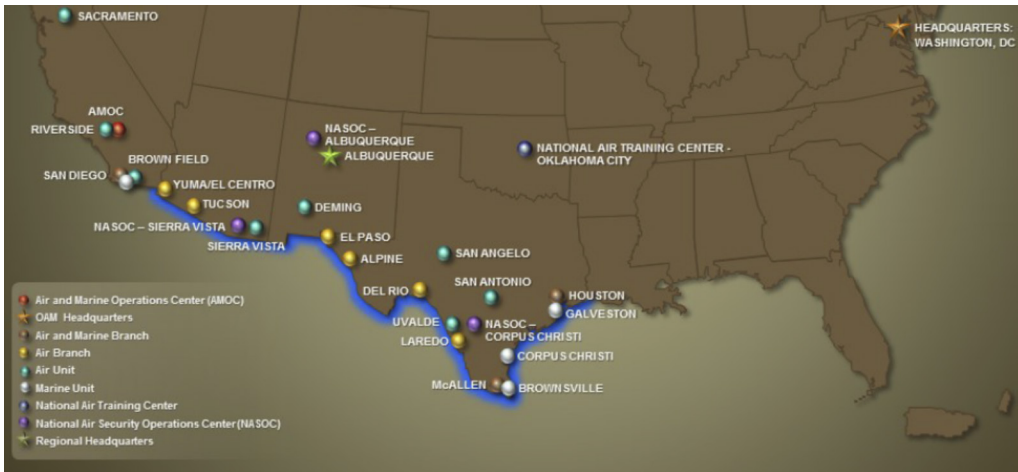 SACRAMENTO
HEADQUARTERS:
WASHINGTON, DC
AMOC
RIVERSIDE
NASOC –
ALBUQUERQUE
ALBUQUERQUE
NATIONAL AIR TRAINING CENTER -
OKLAHOMA CITY
BROWN FIELD
SAN DIEGO
YUMA/EL CENTRO
TUCSON
DEMING
NASOC – SIERRA VISTA
SIERRA VISTA
EL PASO
SAN ANGELO
ALPINE
DEL RIO
SAN ANTONIO
HOUSTON
GALVESTON
UVALDE
NASOC –
CORPUS CHRISTI
LAREDO
CORPUS CHRISTI
McALLEN
BROWNSVILLE
Air and Marine Operations Center (AMOC)
OAM Headquarters
Air and Marine Branch
Air Branch
Air Unit
Marine Unit
National Air Training Center
National Air Security Operations Center (NASOC)
Regional Headquarters